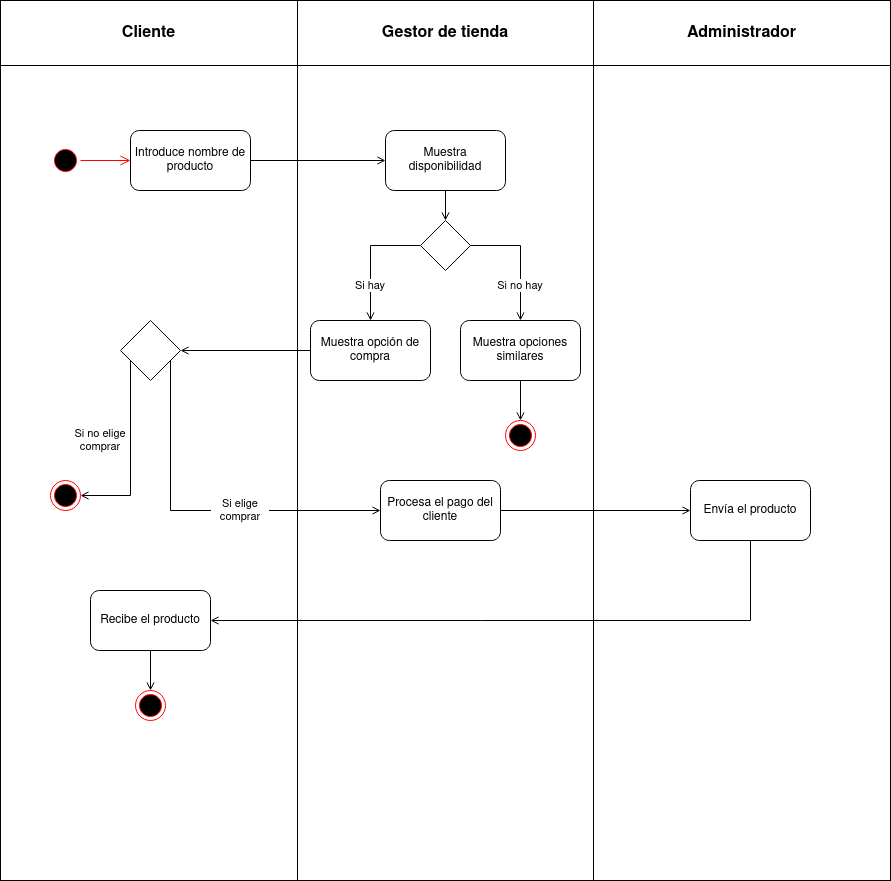 Cliente
Gestor de tienda
Administrador
Introduce nombre de
producto
Muestra
disponibilidad
Si hay
Si no hay
Muestra opción de
compra
Muestra opciones
similares
Si no elige
comprar
Si elige
comprar
Procesa el pago del
cliente
Envía el producto
Recibe el producto